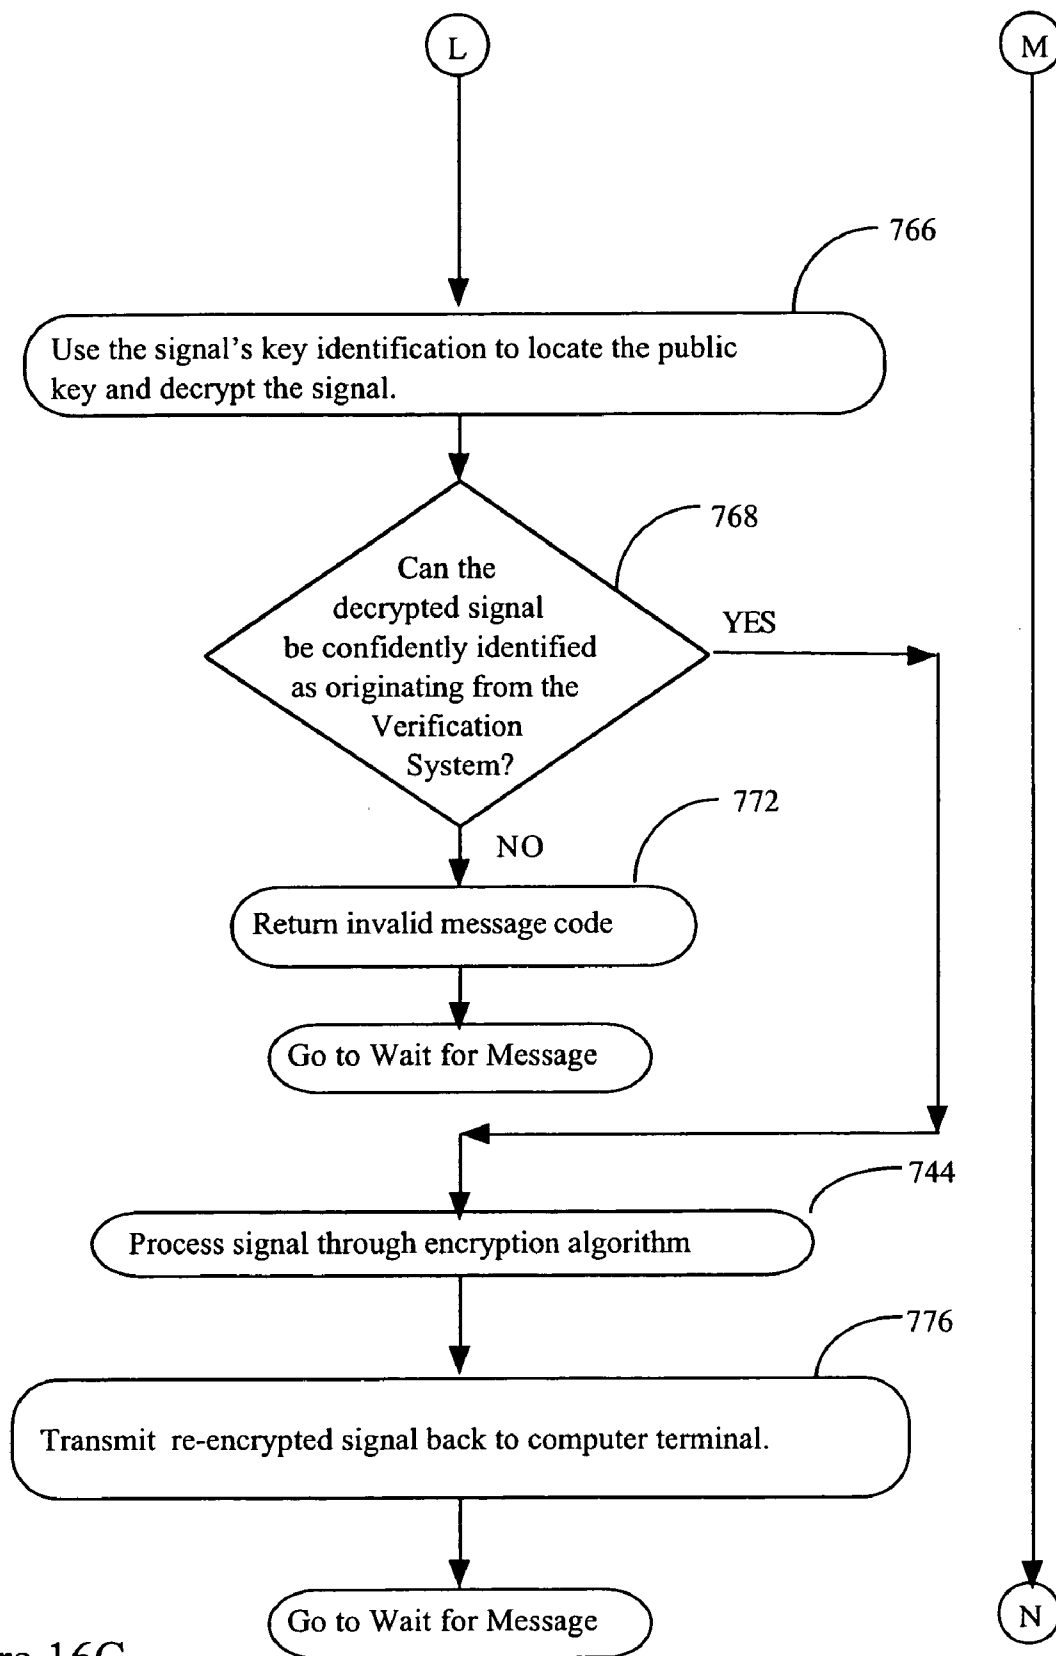 L
M
766
Use the signal's key identification to locate the public
key and decrypt the signal.
768
Can the
decrypted signal
be confidently identified
as originating from the
Verification
System?
YES
772
NO
Return invalid message code
Go to Wait for Message
744
Process signal through encryption algorithm
776
Transmit re-encrypted signal back to computer terminal.
Go to Wait for Message
N